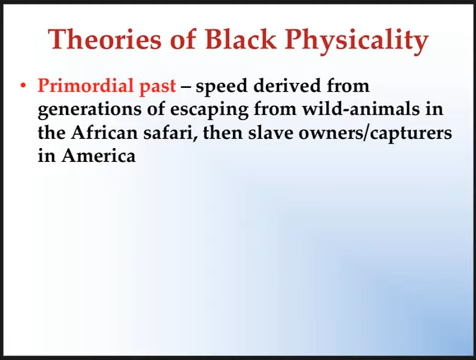 Theories of Black Physicality
• Primordial past – speed derived from
generations of escaping from wild-animals in
the African safari, then slave owners/capturers
in America